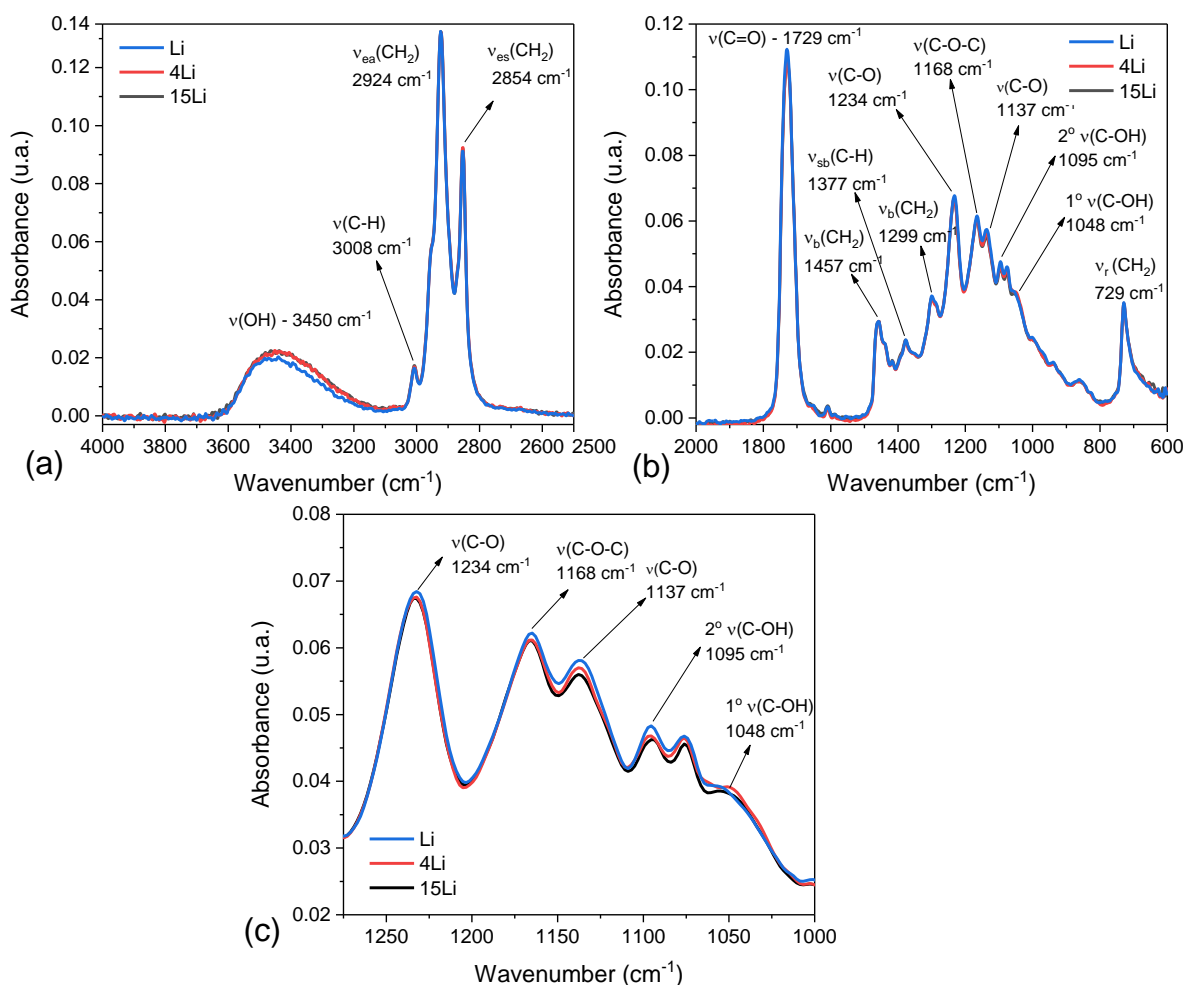 0.14
0.12
0.10
0.08
0.06
0.04
0.02
0.00
Absorbance (u.a.)
Li
4Li
15Li
νea(CH2)
2924 cm-1
νes(CH2)
2854 cm-1
ν(C-H)
3008 cm-1
ν(OH) - 3450 cm-1
4000 3800 3600 3400 3200 3000 2800 2600 2500
Wavenumber (cm-1)
(a)
0.12
0.10
0.08
0.06
0.04
0.02
0.00
Absorbance (u.a.)
ν(C=O) - 1729 cm-1
ν(C-O-C)
1168 cm-1
Li
4Li
15Li
ν(C-O)
1234 cm-1
ν(C-O)
1137 cm-1
2o ν(C-OH)
1095 cm-1
νsb(C-H)
1377 cm-1
1o ν(C-OH)
1048 cm-1
νb(CH2)
1299 cm-1
νb(CH2)
1457 cm-1
νr (CH2)
729 cm-1
2000 1800 1600 1400 1200 1000 800 600
Wavenumber (cm-1)
(b)
0.08
0.07
0.06
0.05
0.04
0.03
0.02
Absorbance (u.a.)
ν(C-O)
1234 cm-1
ν(C-O-C)
1168 cm-1
ν(C-O)
1137 cm-1
2o ν(C-OH)
1095 cm-1
1o ν(C-OH)
1048 cm-1
Li
4Li
15Li
1250 1200 1150 1100 1050 1000
Wavenumber (cm-1)
(c)